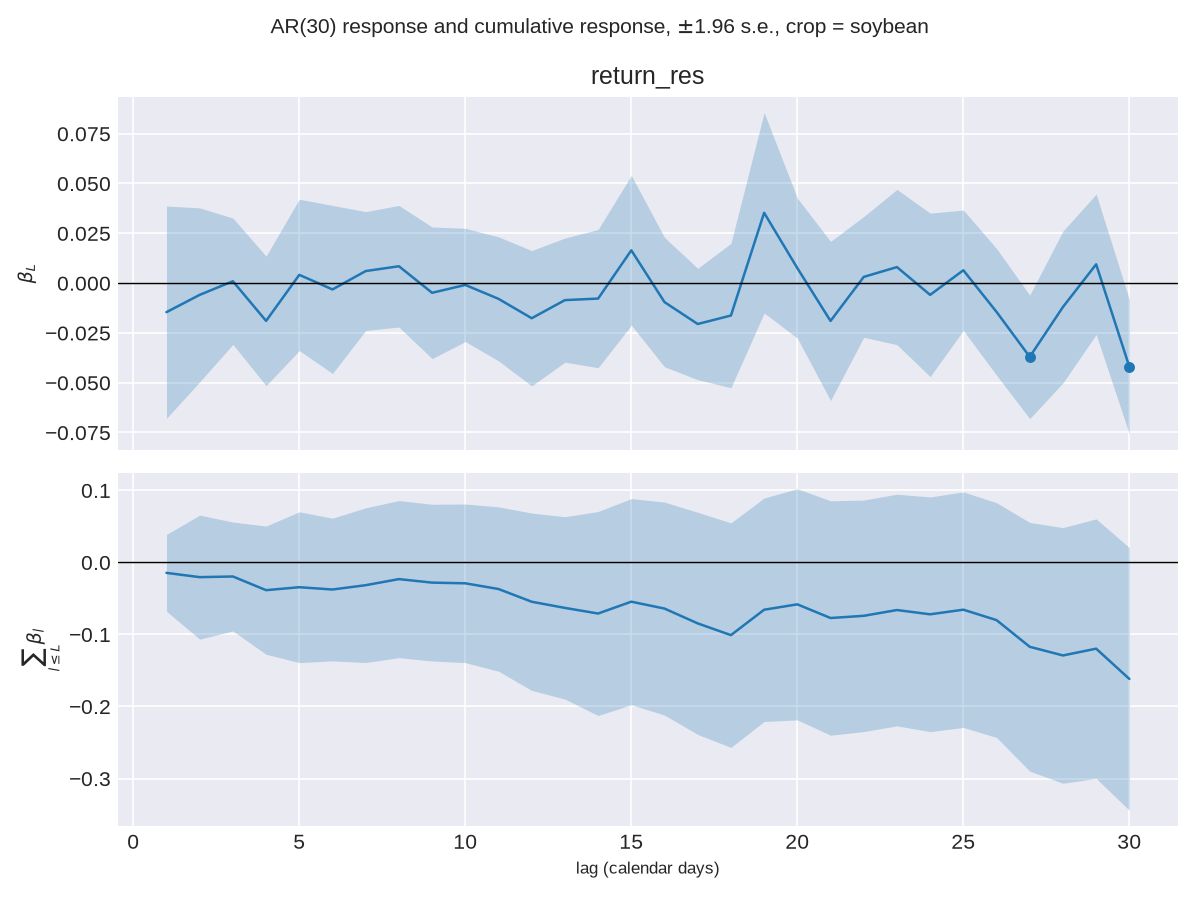 AR(30) response and cumulative response, ±1.96 s.e., crop = soybean
return_res
0.075
0.050
0.025
0.000
−0.025
−0.050
−0.075
β_L
0.1
0.0
−0.1
−0.2
−0.3
∑_{l ≤ L} β_l
0 5 10 15 20 25 30
lag (calendar days)